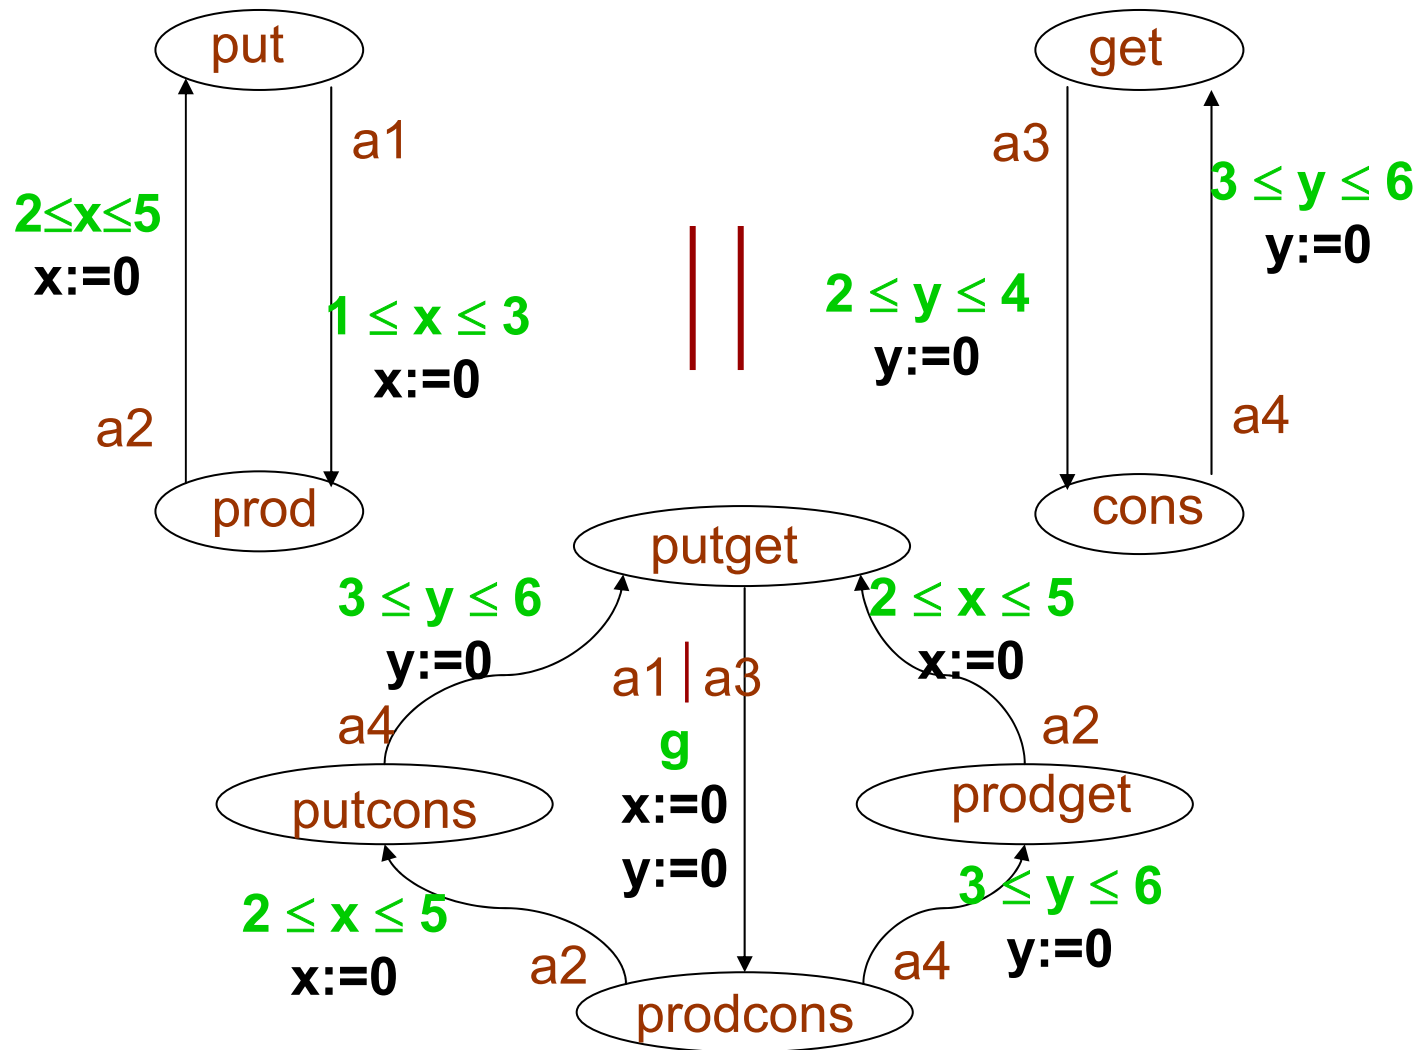 put
get
a1
a3
2≤x≤5
x:=0
3 ≤ y ≤ 6
y:=0
1 ≤ x ≤ 3
x:=0
2 ≤ y ≤ 4
y:=0
a2
a4
prod
cons
putget
3 ≤ y ≤ 6
y:=0
2 ≤ x ≤ 5
x:=0
a1 | a3
g
x:=0
y:=0
a4
a2
putcons
prodget
2 ≤ x ≤ 5
x:=0
3 ≤ y ≤ 6
y:=0
a2
a4
prodcons